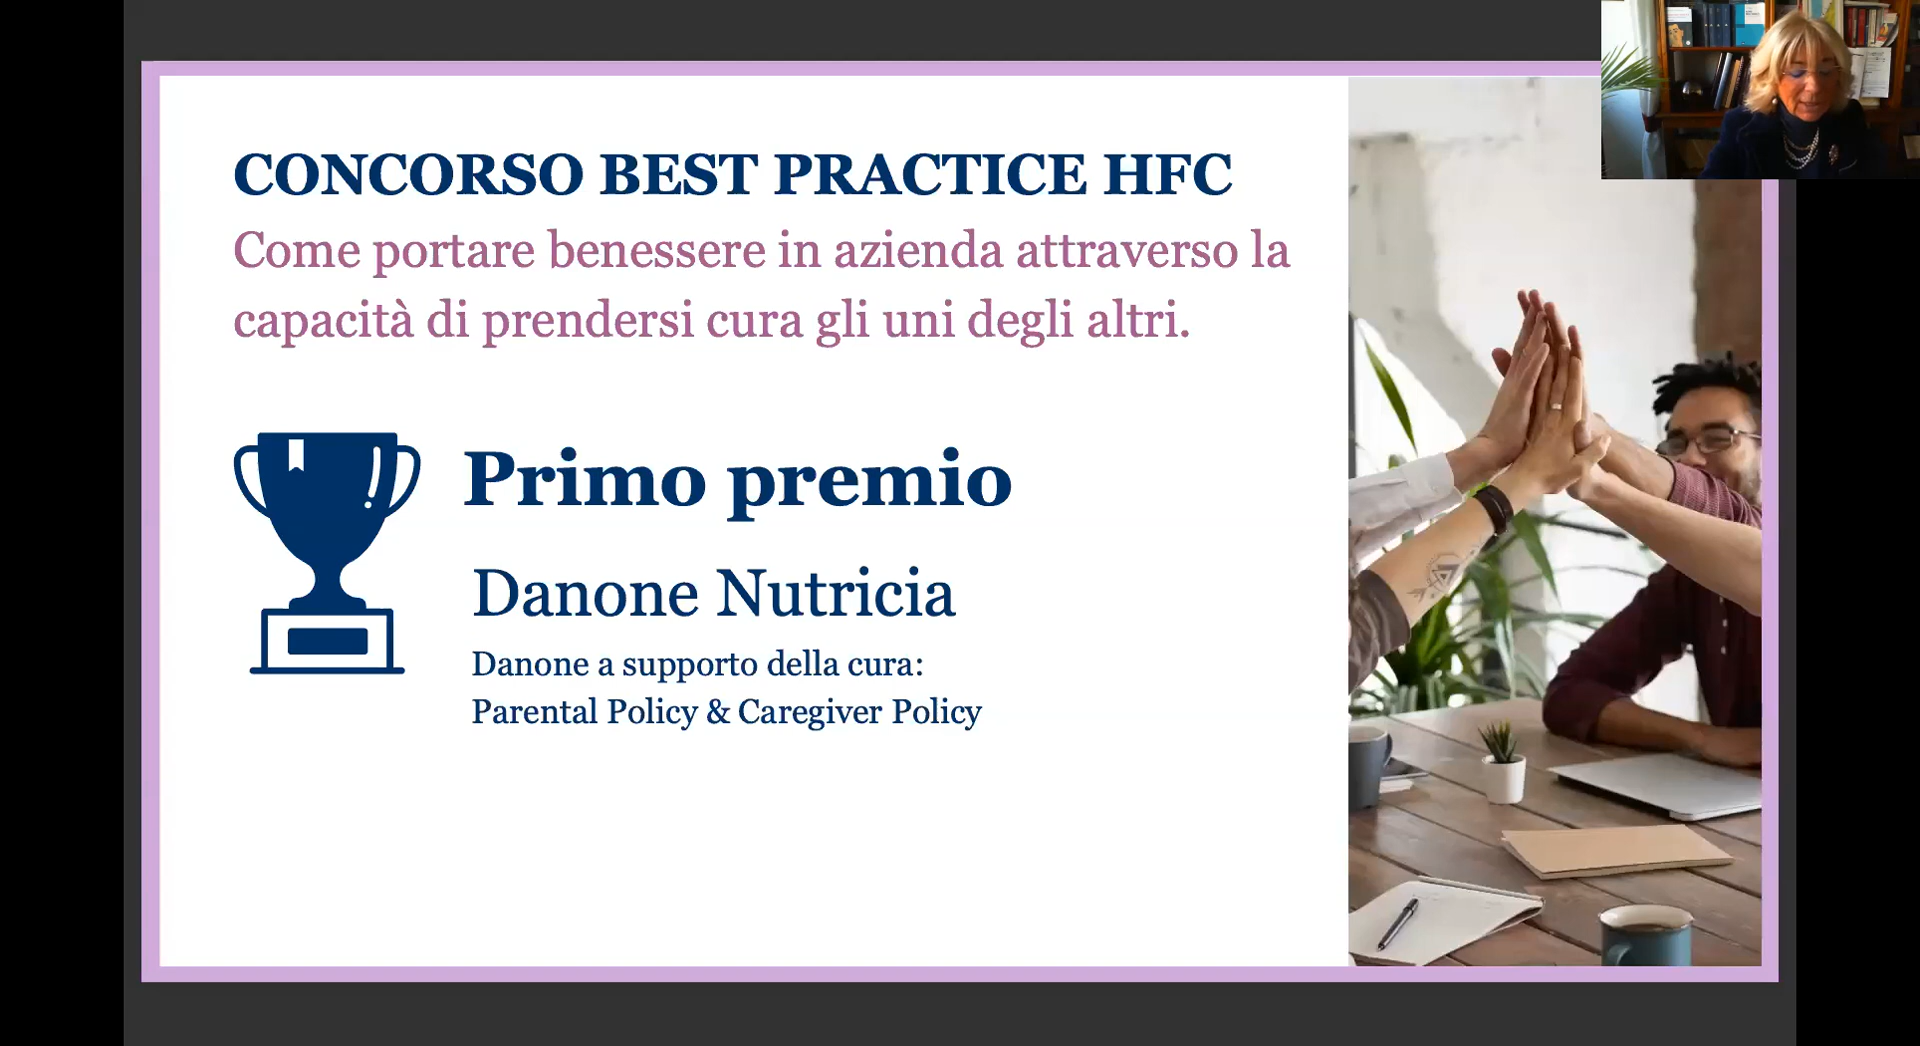 CONCORSO BEST PRACTICE HFC
Come portare benessere in azienda attraverso la
capacità di prendersi cura gli uni degli altri.
Primo premio
Danone Nutricia
Danone a supporto della cura:
Parental Policy & Caregiver Policy